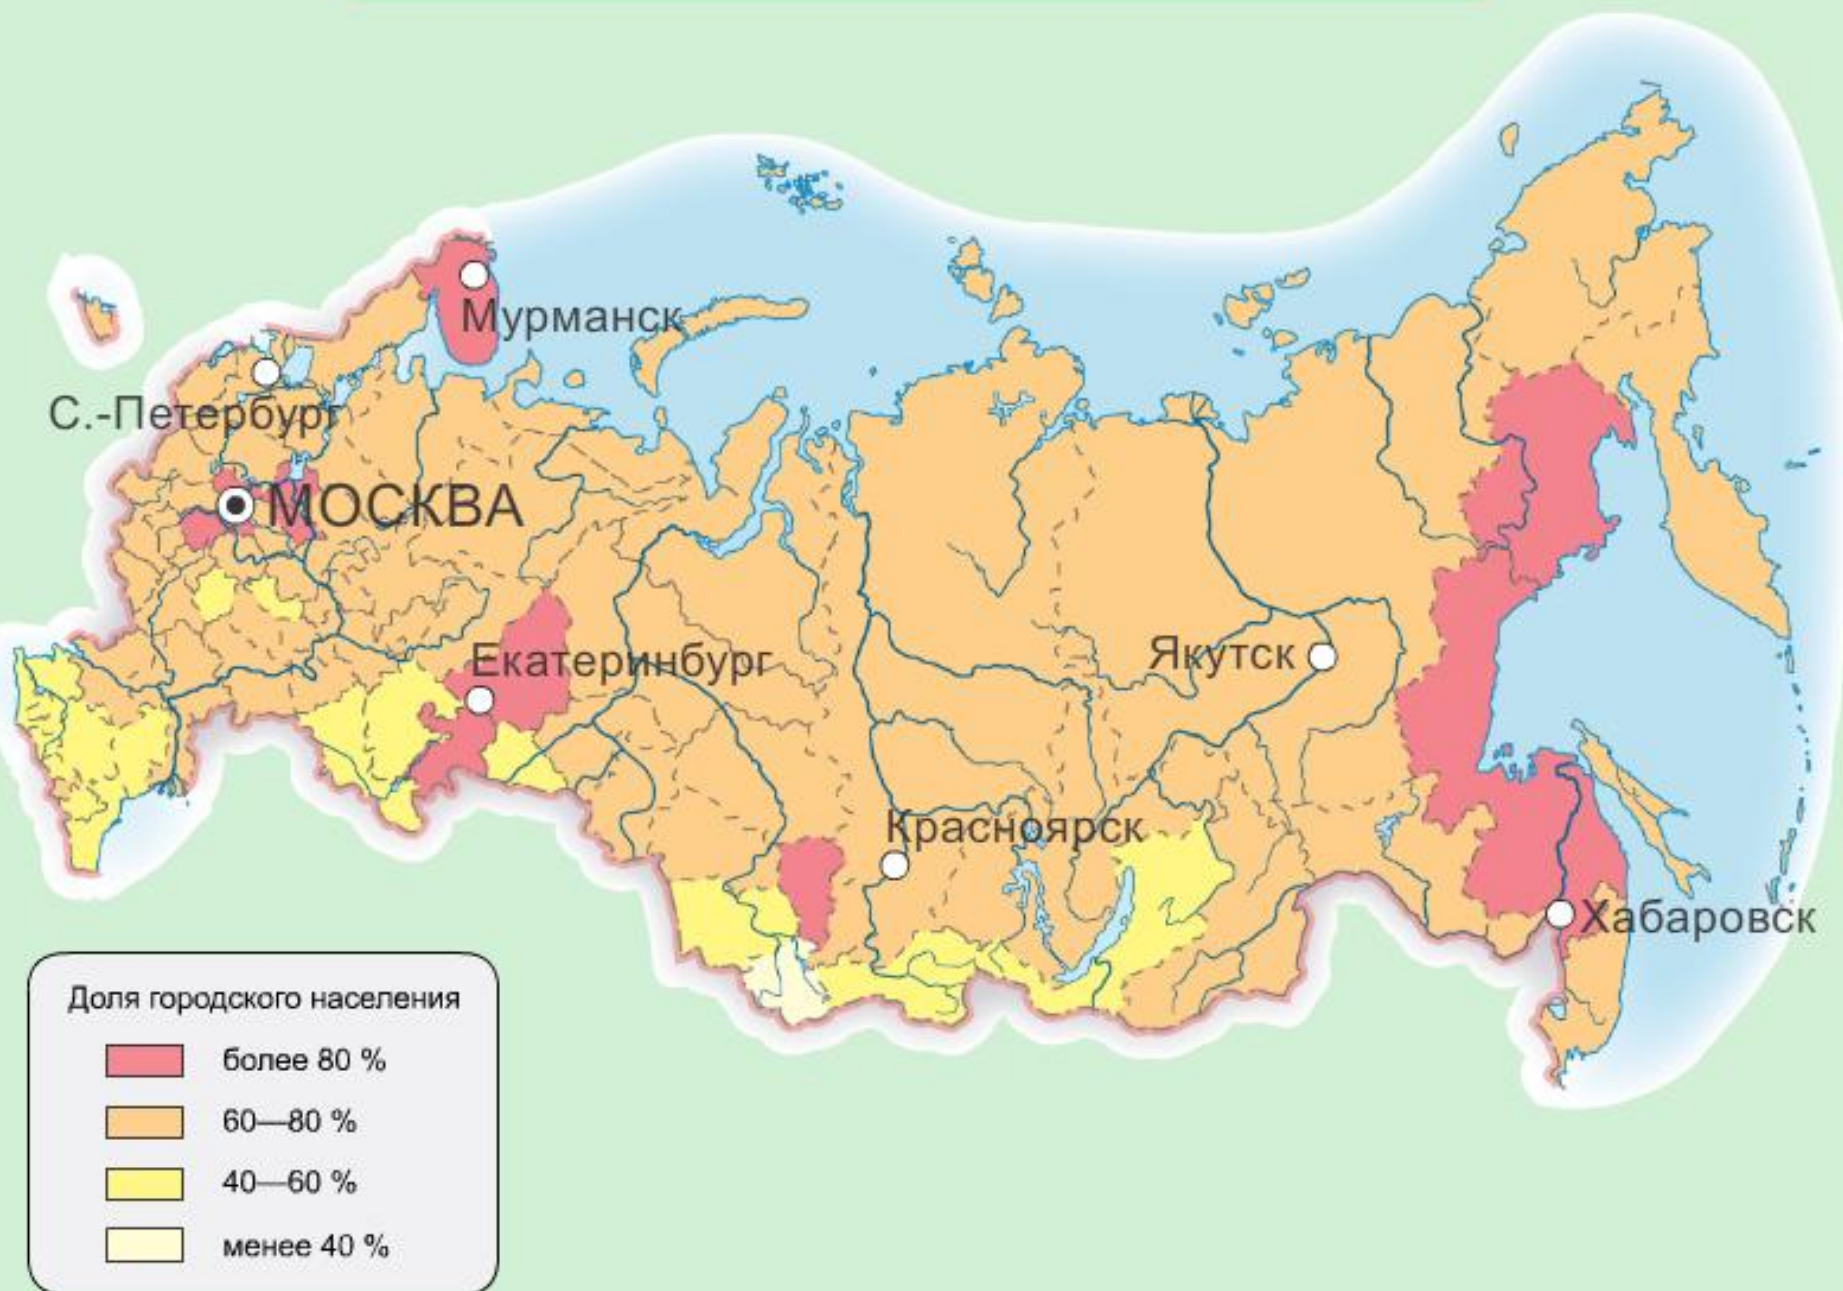 Мурманск
С.-Петербург
МОСКВА
Екатеринбург
Якутск
Красноярск
Хабаровск
Доля городского населения
более 80 %
60—80 %
40—60 %
менее 40 %